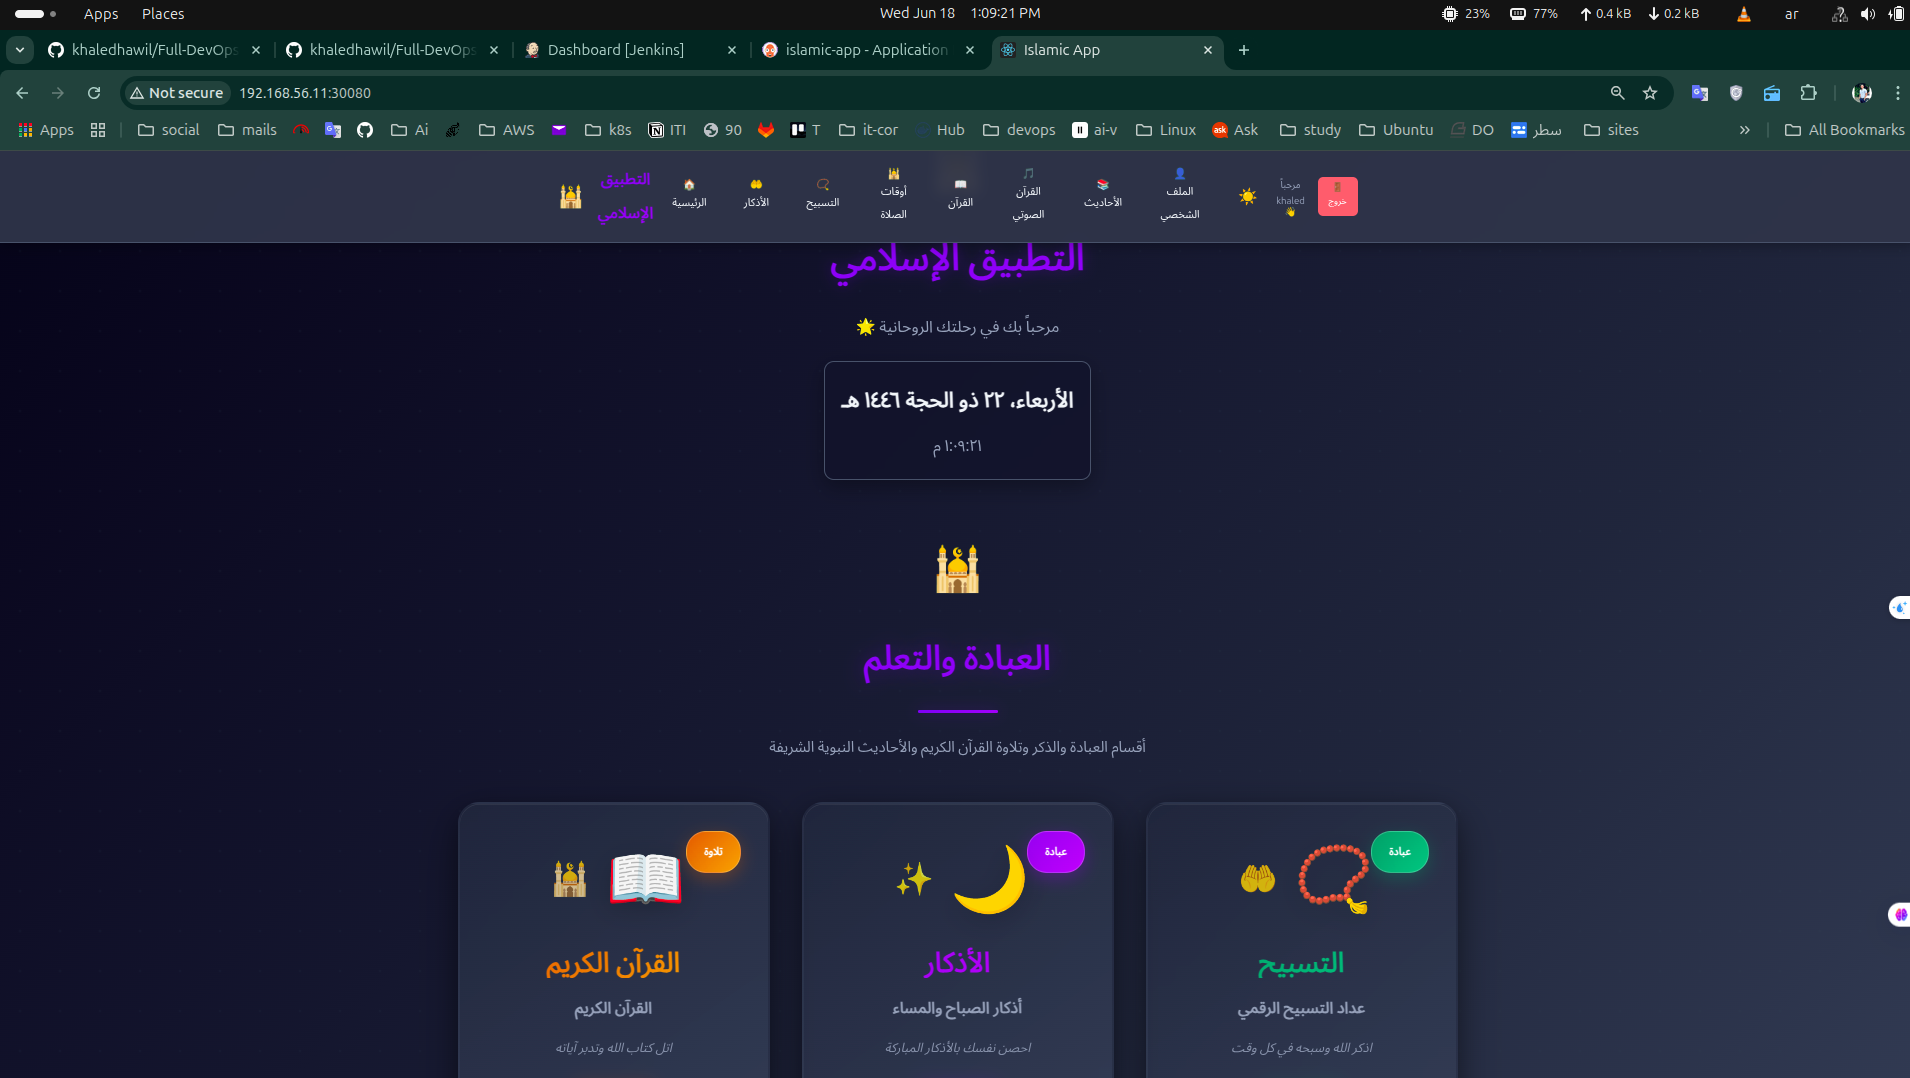 Apps Places
Wed Jun 18 1:09:21 PM
23% 77% 0.4 kB 0.2 kB ar
khaledhawil/Full-DevOps
khaledhawil/Full-DevOps
Dashboard [Jenkins]
islamic-app - Application
Islamic App
Not secure 192.168.56.11:30080
Apps social mails Ai AWS k8s ITI 90 T it-cor Hub devops ai-v Linux Ask study Ubuntu DO سطر sites » All Bookmarks
التطبيق
الإسلامي
الرئيسية
الأذكار
التسبيح
أوقات
الصلاة
القرآن
القرآن
الصوتي
الأحاديث
الملف
الشخصي
مرحباً
khaled
خروج
التطبيق الإسلامي
مرحباً بك في رحلتك الروحانية
الأربعاء، ٢٢ ذو الحجة ١٤٤٦ هـ
١:٠٩:٢١ م
العبادة والتعلم
أقسام العبادة والذكر وتلاوة القرآن الكريم والأحاديث النبوية الشريفة
عبادة
التسبيح
عداد التسبيح الرقمي
اذكر الله وسبحه في كل وقت
عبادة
الأذكار
أذكار الصباح والمساء
احصن نفسك بالأذكار المباركة
تلاوة
القرآن الكريم
القرآن الكريم
اتل كتاب الله وتدبر آياته